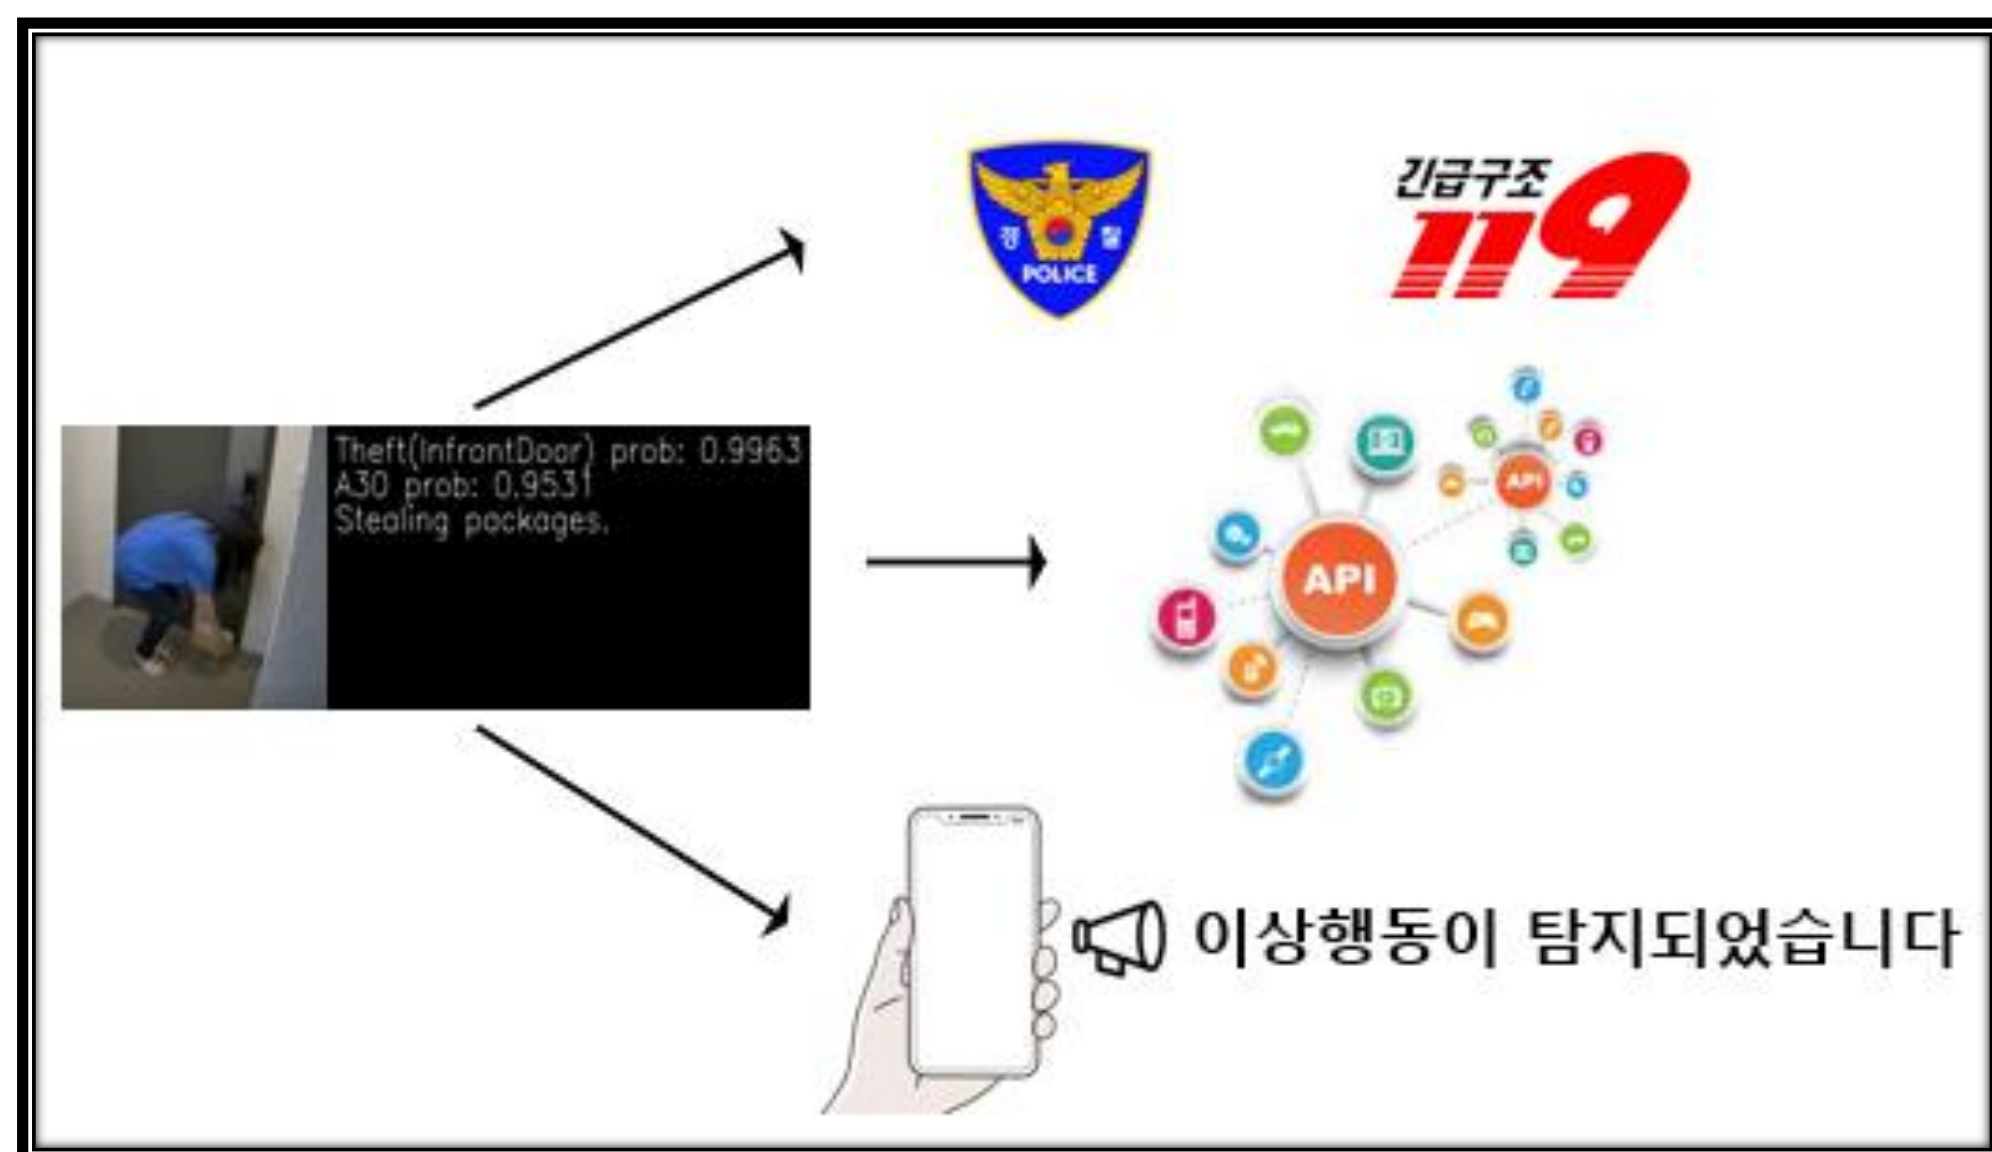 긴급구조
119
경 찰
POLICE
Theft(InfrontDoor) prob: 0.9963
A30 prob: 0.9531
Stealing packages.
API
API
이상행동이 탐지되었습니다